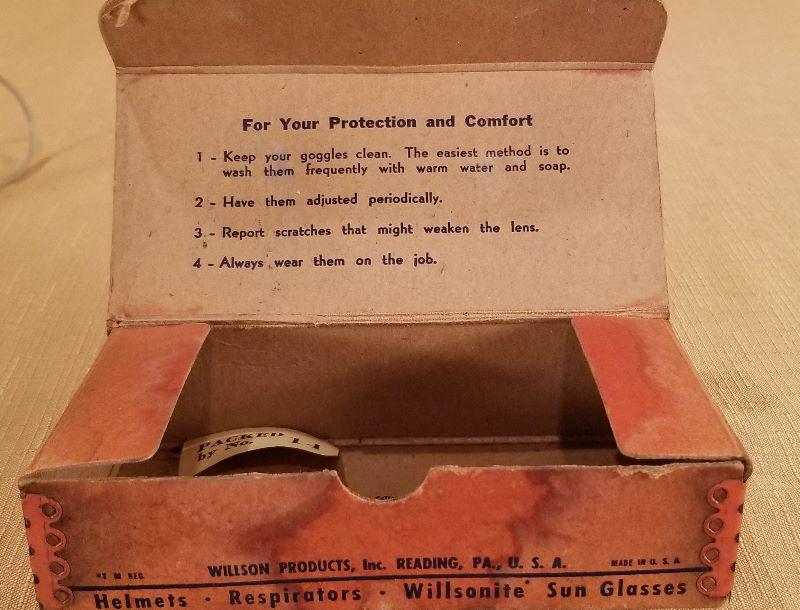 For Your Protection and Comfort
1 - Keep your goggles clean. The easiest method is to
wash them frequently with warm water and soap.
2 - Have them adjusted periodically.
3 - Report scratches that might weaken the lens.
4 - Always wear them on the job.
PACKED
by No. 1-1
WILLSON PRODUCTS, Inc. READING, PA., U. S. A.
*T M REG MADE IN U. S. A
Helmets · Respirators · Willsonite* Sun Glasses